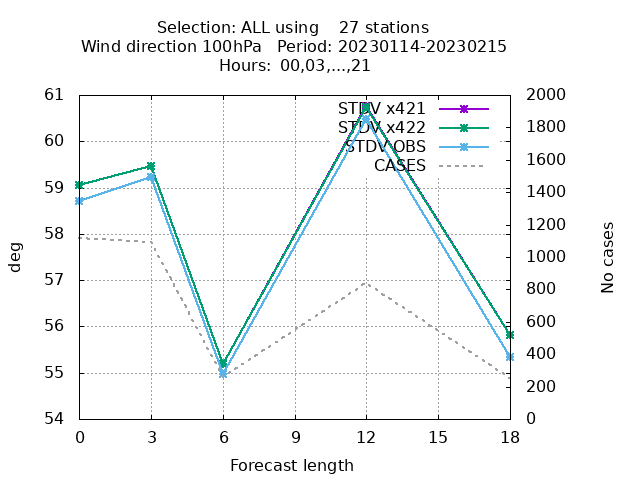 Selection: ALL using    27 stations
Wind direction 100hPa   Period: 20230114-20230215
Hours: 00,03,...,21
61
60
59
58
57
56
55
54
2000
1800
1600
1400
1200
1000
800
600
400
200
0
STDV x421
STDV x422
STDV OBS
CASES
deg
No cases
0 3 6 9 12 15 18
Forecast length